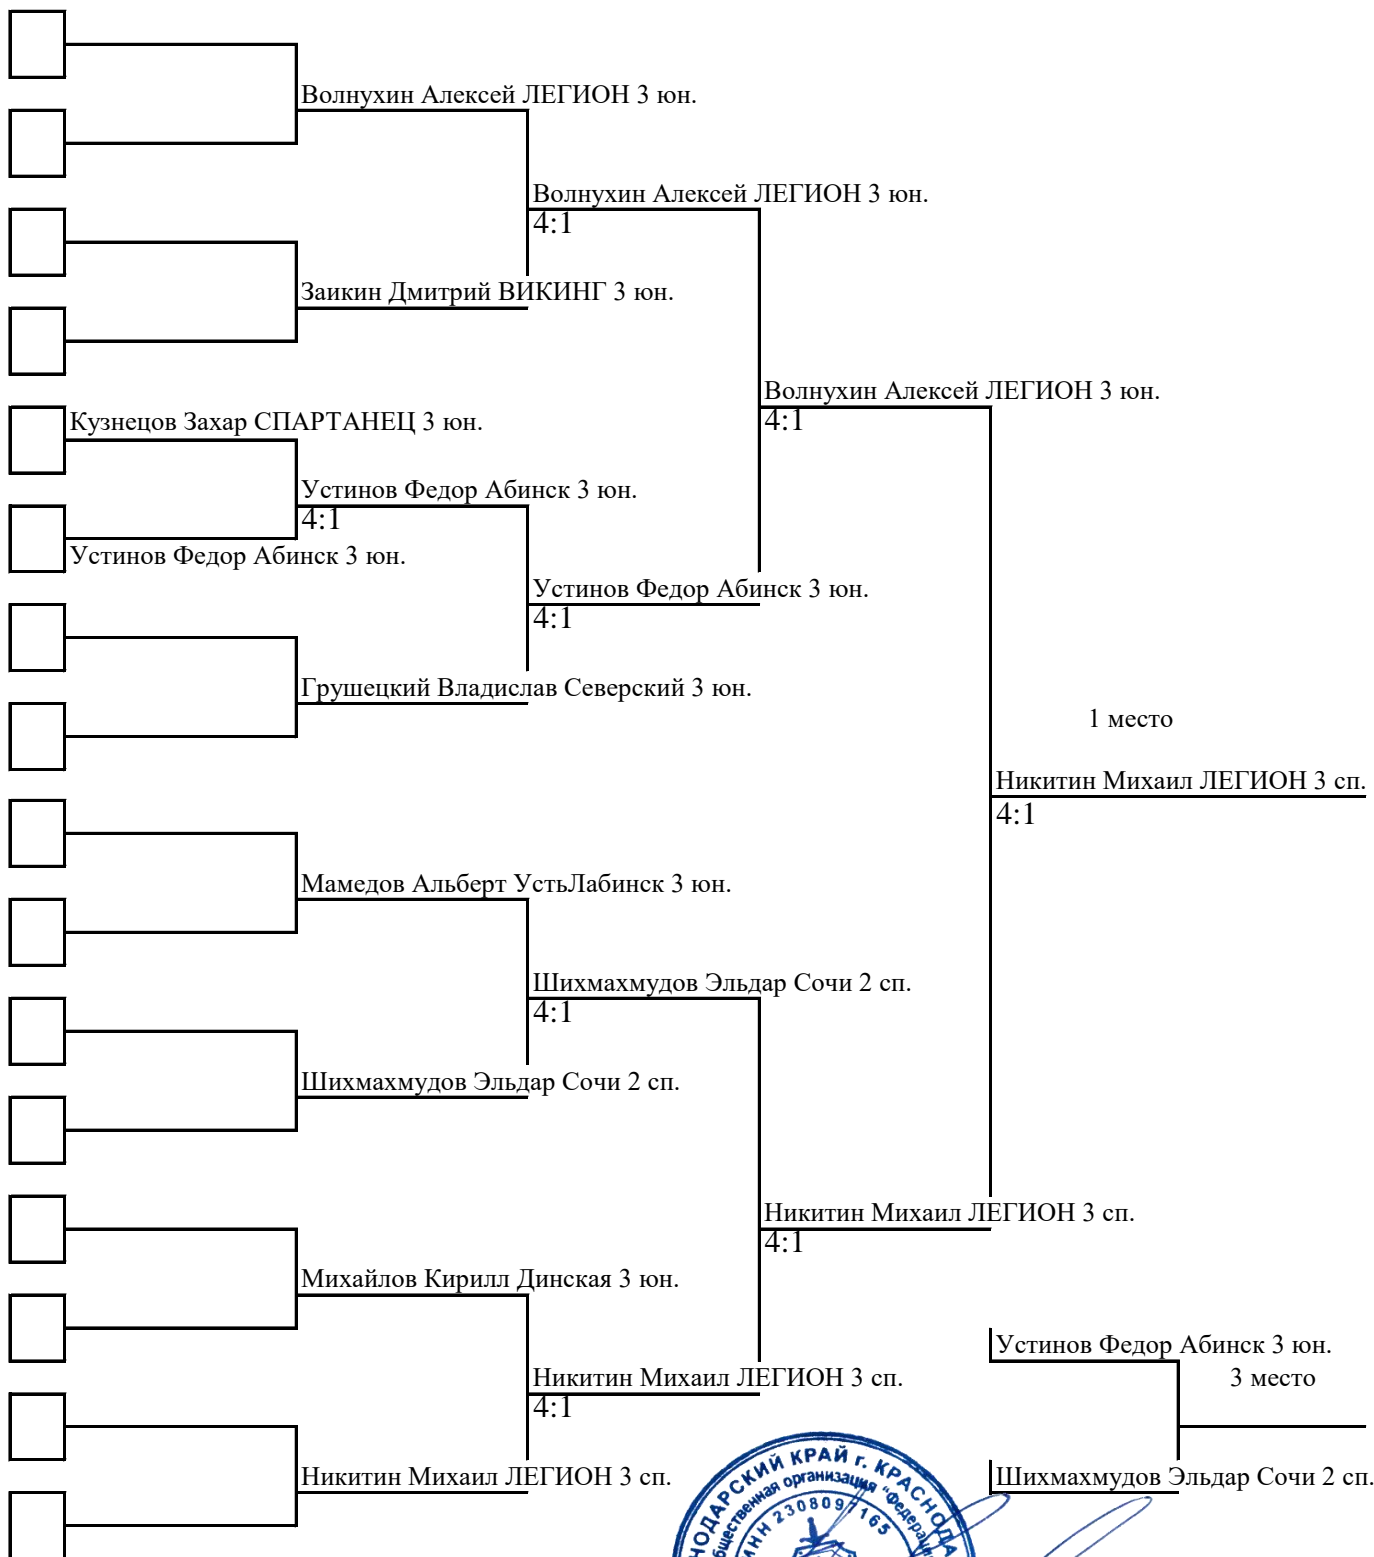 Волнухин Алексей ЛЕГИОН 3 юн.
Волнухин Алексей ЛЕГИОН 3 юн.
4:1
Заикин Дмитрий ВИКИНГ 3 юн.
Волнухин Алексей ЛЕГИОН 3 юн.
4:1
Кузнецов Захар СПАРТАНЕЦ 3 юн.
Устинов Федор Абинск 3 юн.
4:1
Устинов Федор Абинск 3 юн.
Устинов Федор Абинск 3 юн.
4:1
Грушецкий Владислав Северский 3 юн.
1 место
Никитин Михаил ЛЕГИОН 3 сп.
4:1
Мамедов Альберт УстьЛабинск 3 юн.
Шихмахмудов Эльдар Сочи 2 сп.
4:1
Шихмахмудов Эльдар Сочи 2 сп.
Никитин Михаил ЛЕГИОН 3 сп.
4:1
Михайлов Кирилл Динская 3 юн.
Устинов Федор Абинск 3 юн.
Никитин Михаил ЛЕГИОН 3 сп.
3 место
4:1
Никитин Михаил ЛЕГИОН 3 сп.
Шихмахмудов Эльдар Сочи 2 сп.
КРАЙ г.
организация
ИНН 2308097165